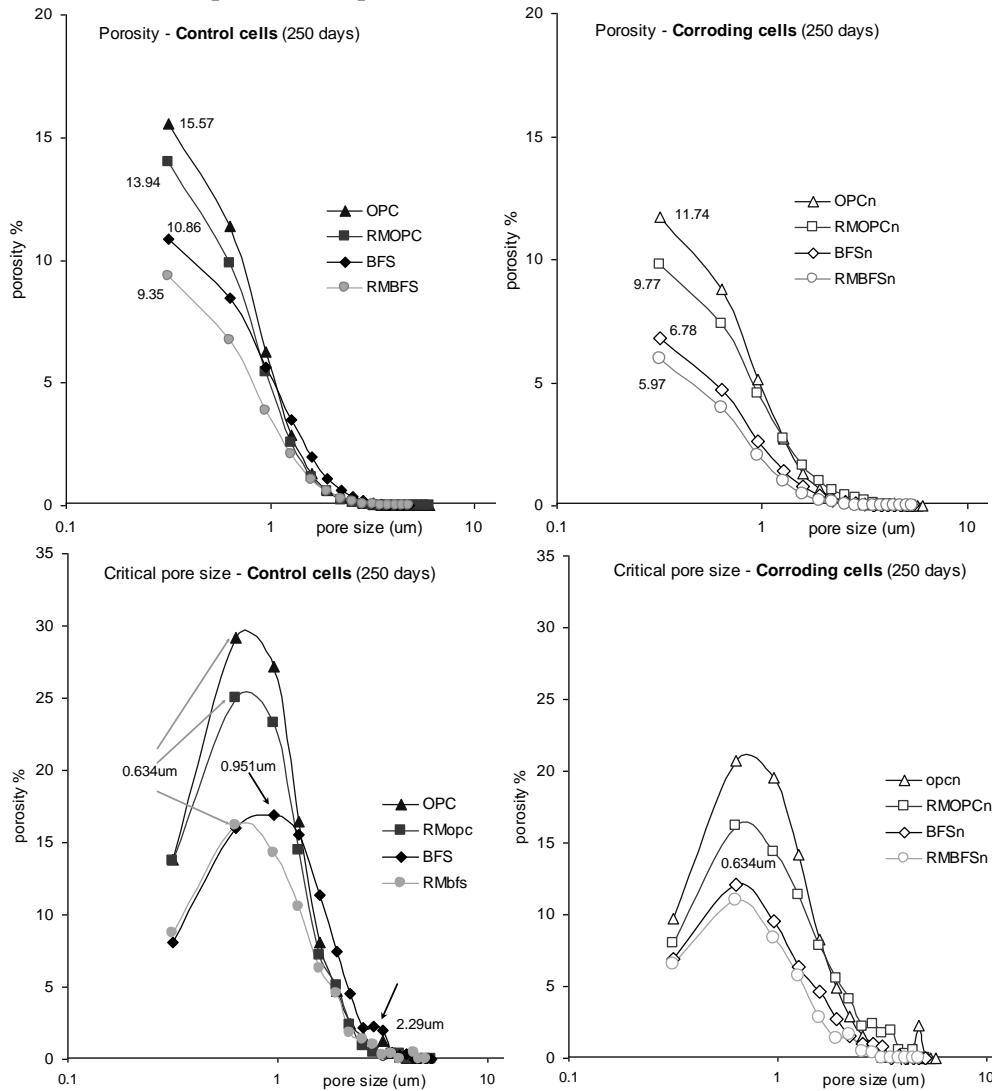 Porosity - Control cells (250 days)
porosity %
20
15
10
5
0
15.57
13.94
10.86
9.35
OPC
RMOPC
BFS
RMBFS
0.1
1
10
pore size (um)
Porosity - Corroding cells (250 days)
porosity %
20
15
10
5
0
11.74
9.77
6.78
5.97
OPCn
RMOPCn
BFSn
RMBFSn
0.1
1
10
pore size (um)
Critical pore size - Control cells (250 days)
porosity %
35
30
25
20
15
10
5
0
0.634um
0.951um
2.29um
OPC
RMopc
BFS
RMbfs
0.1
1
10
pore size (um)
Critical pore size - Corroding cells (250 days)
porosity %
35
30
25
20
15
10
5
0
0.634um
opcn
RMOPCn
BFSn
RMBFSn
0.1
1
10
pore size (um)